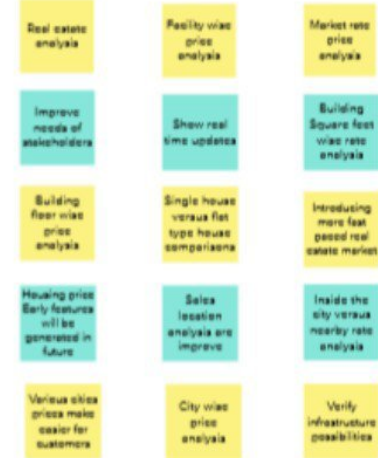 Real estate
analysis
Facility wise
price
analysis
Market rate
price
analysis
Improve
needs of
stakeholders
Show real
time updates
Building
Square feet
wise rate
analysis
Building
floor wise
price
analysis
Single house
versus flat
type house
comparisons
Introducing
more fast
paced real
estate market
Housing price
Early features
will be
generated in
future
Sales
location
analysis are
improve
Inside the
city versus
nearby rate
analysis
Various cities
prices make
easier for
customers
City wise
price
analysis
Verify
infrastructure
possibilities